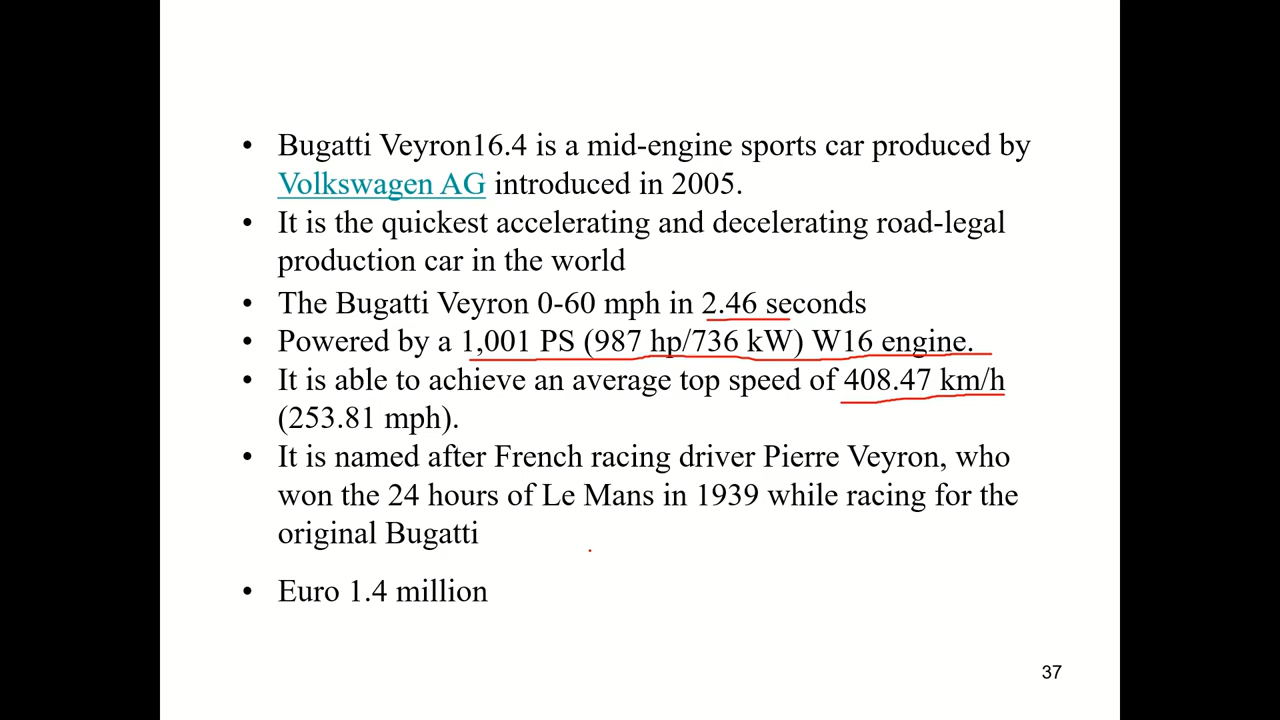 • Bugatti Veyron16.4 is a mid-engine sports car produced by
Volkswagen AG introduced in 2005.
• It is the quickest accelerating and decelerating road-legal
production car in the world
• The Bugatti Veyron 0-60 mph in 2.46 seconds
• Powered by a 1,001 PS (987 hp/736 kW) W16 engine.
• It is able to achieve an average top speed of 408.47 km/h
(253.81 mph).
• It is named after French racing driver Pierre Veyron, who
won the 24 hours of Le Mans in 1939 while racing for the
original Bugatti
• Euro 1.4 million
37